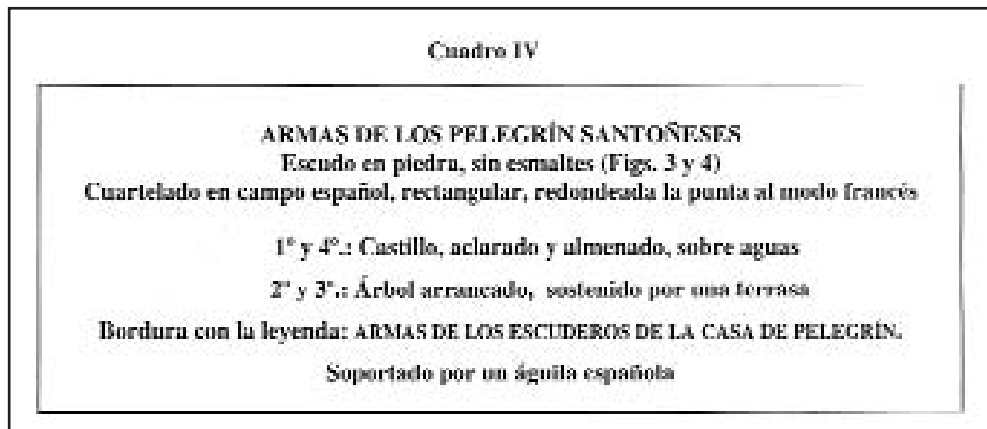 Cuadro IV
ARMAS DE LOS PELEGRÍN SANTOÑESES
Escudo en piedra, sin esmaltes (Figs. 3 y 4)
Cuartelado en campo español, rectangular, redondeada la punta al modo francés
1º y 4º.: Castillo, aclarado y almenado, sobre aguas
2º y 3º.: Árbol arrancado, sostenido por una terrasa
Bordura con la leyenda: ARMAS DE LOS ESCUDEROS DE LA CASA DE PELEGRÍN.
Soportado por un águila española